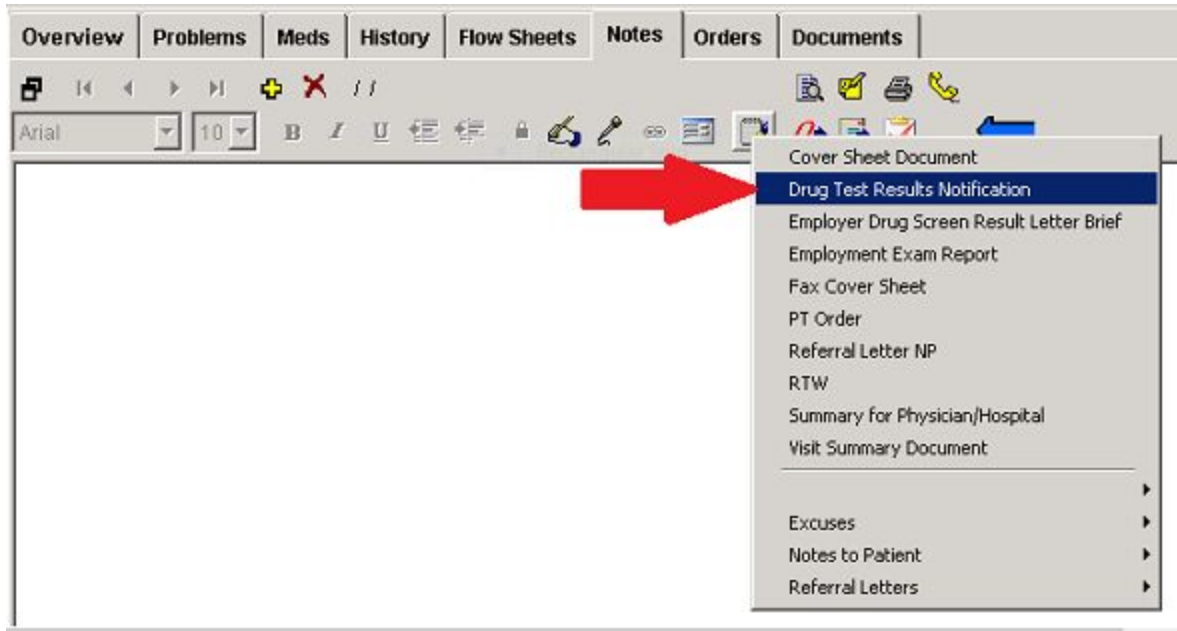 Overview Problems Meds History Flow Sheets Notes Orders Documents
Arial 10 B I U
Cover Sheet Document
Drug Test Results Notification
Employer Drug Screen Result Letter Brief
Employment Exam Report
Fax Cover Sheet
PT Order
Referral Letter NP
RTW
Summary for Physician/Hospital
Visit Summary Document
Excuses
Notes to Patient
Referral Letters